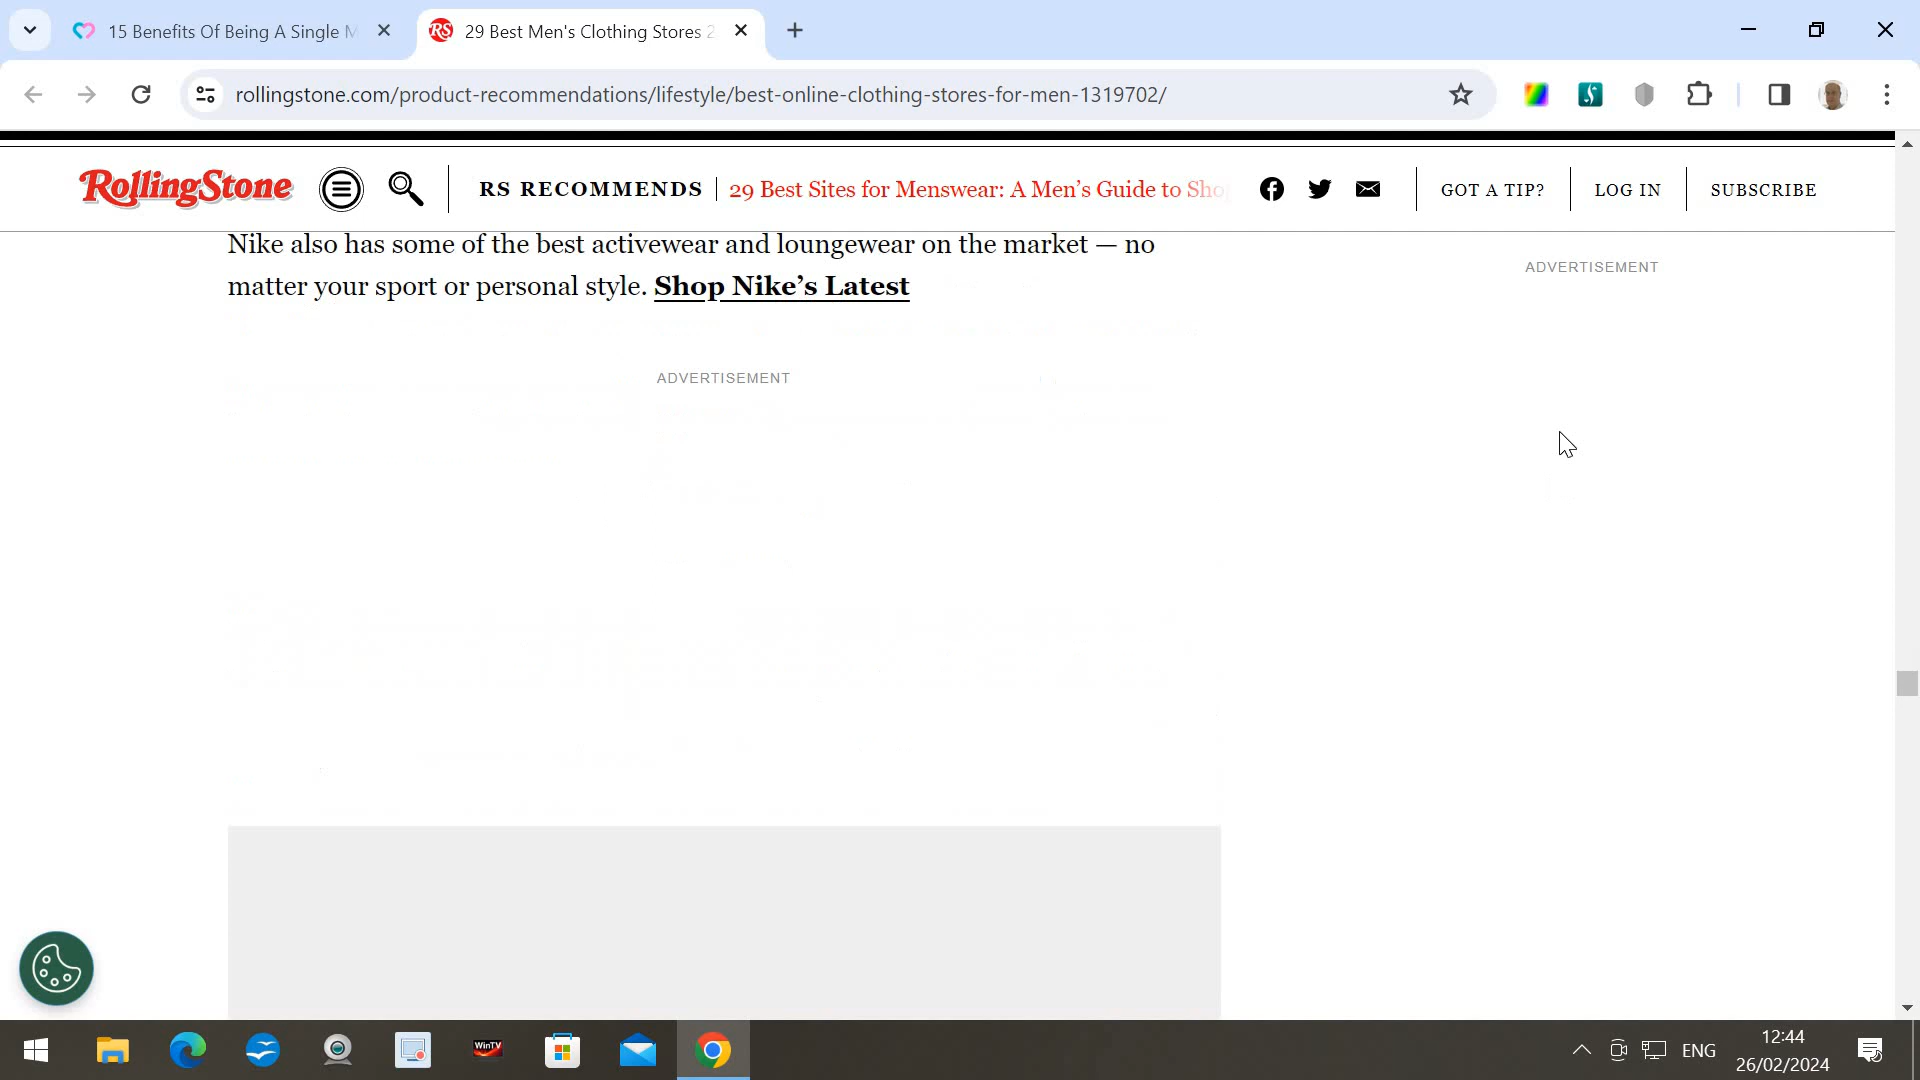 15 Benefits Of Being A Single M
29 Best Men's Clothing Stores 2
rollingstone.com/product-recommendations/lifestyle/best-online-clothing-stores-for-men-1319702/
RollingStone
RS RECOMMENDS
29 Best Sites for Menswear: A Men's Guide to Sho
GOT A TIP?
LOG IN
SUBSCRIBE
Nike also has some of the best activewear and loungewear on the market — no
matter your sport or personal style. Shop Nike's Latest
ADVERTISEMENT
ADVERTISEMENT
WinTV
ENG
12:44
26/02/2024